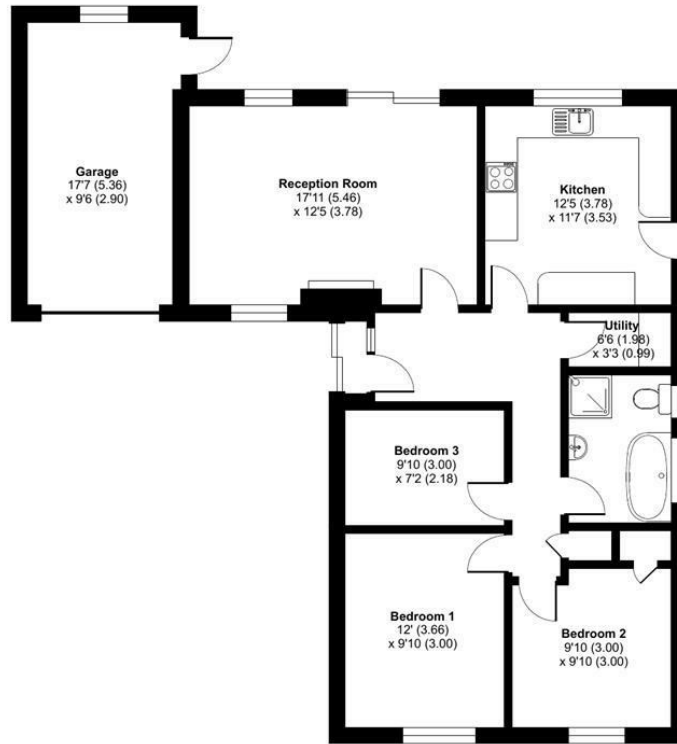 Garage
17'7 (5.36)
x 9'6 (2.90)
Reception Room
17'11 (5.46)
x 12'5 (3.78)
Kitchen
12'5 (3.78)
x 11'7 (3.53)
Utility
6'6 (1.98)
x 3'3 (0.99)
Bedroom 3
9'10 (3.00)
x 7'2 (2.18)
Bedroom 1
12' (3.66)
x 9'10 (3.00)
Bedroom 2
9'10 (3.00)
x 9'10 (3.00)